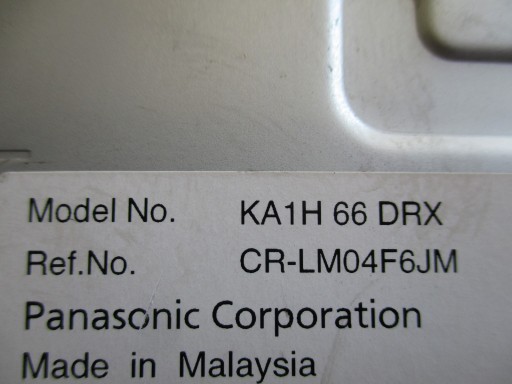 Model No. KA1H 66 DRX
Ref.No. CR-LM04F6JM
Panasonic Corporation
Made in Malaysia